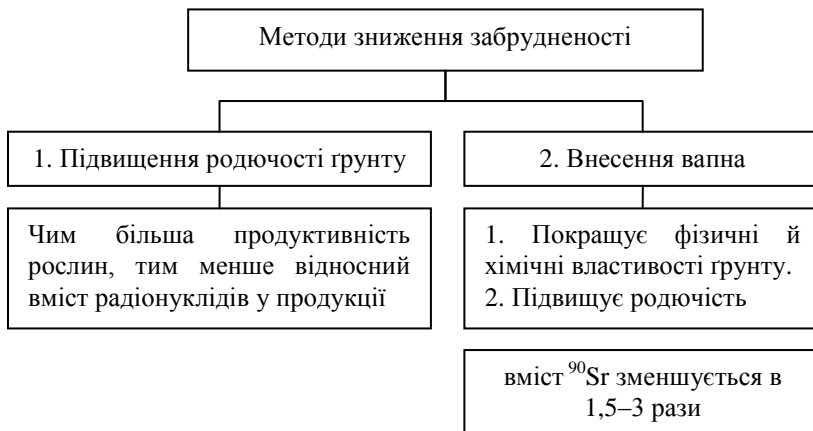 Методи зниження забрудненості
1. Підвищення родючості ґрунту
2. Внесення вапна
Чим більша продуктивність
рослин, тим менше відносний
вміст радіонуклідів у продукції
1. Покращує фізичні й
хімічні властивості ґрунту.
2. Підвищує родючість
вміст ⁹⁰Sr зменшується в
1,5–3 рази